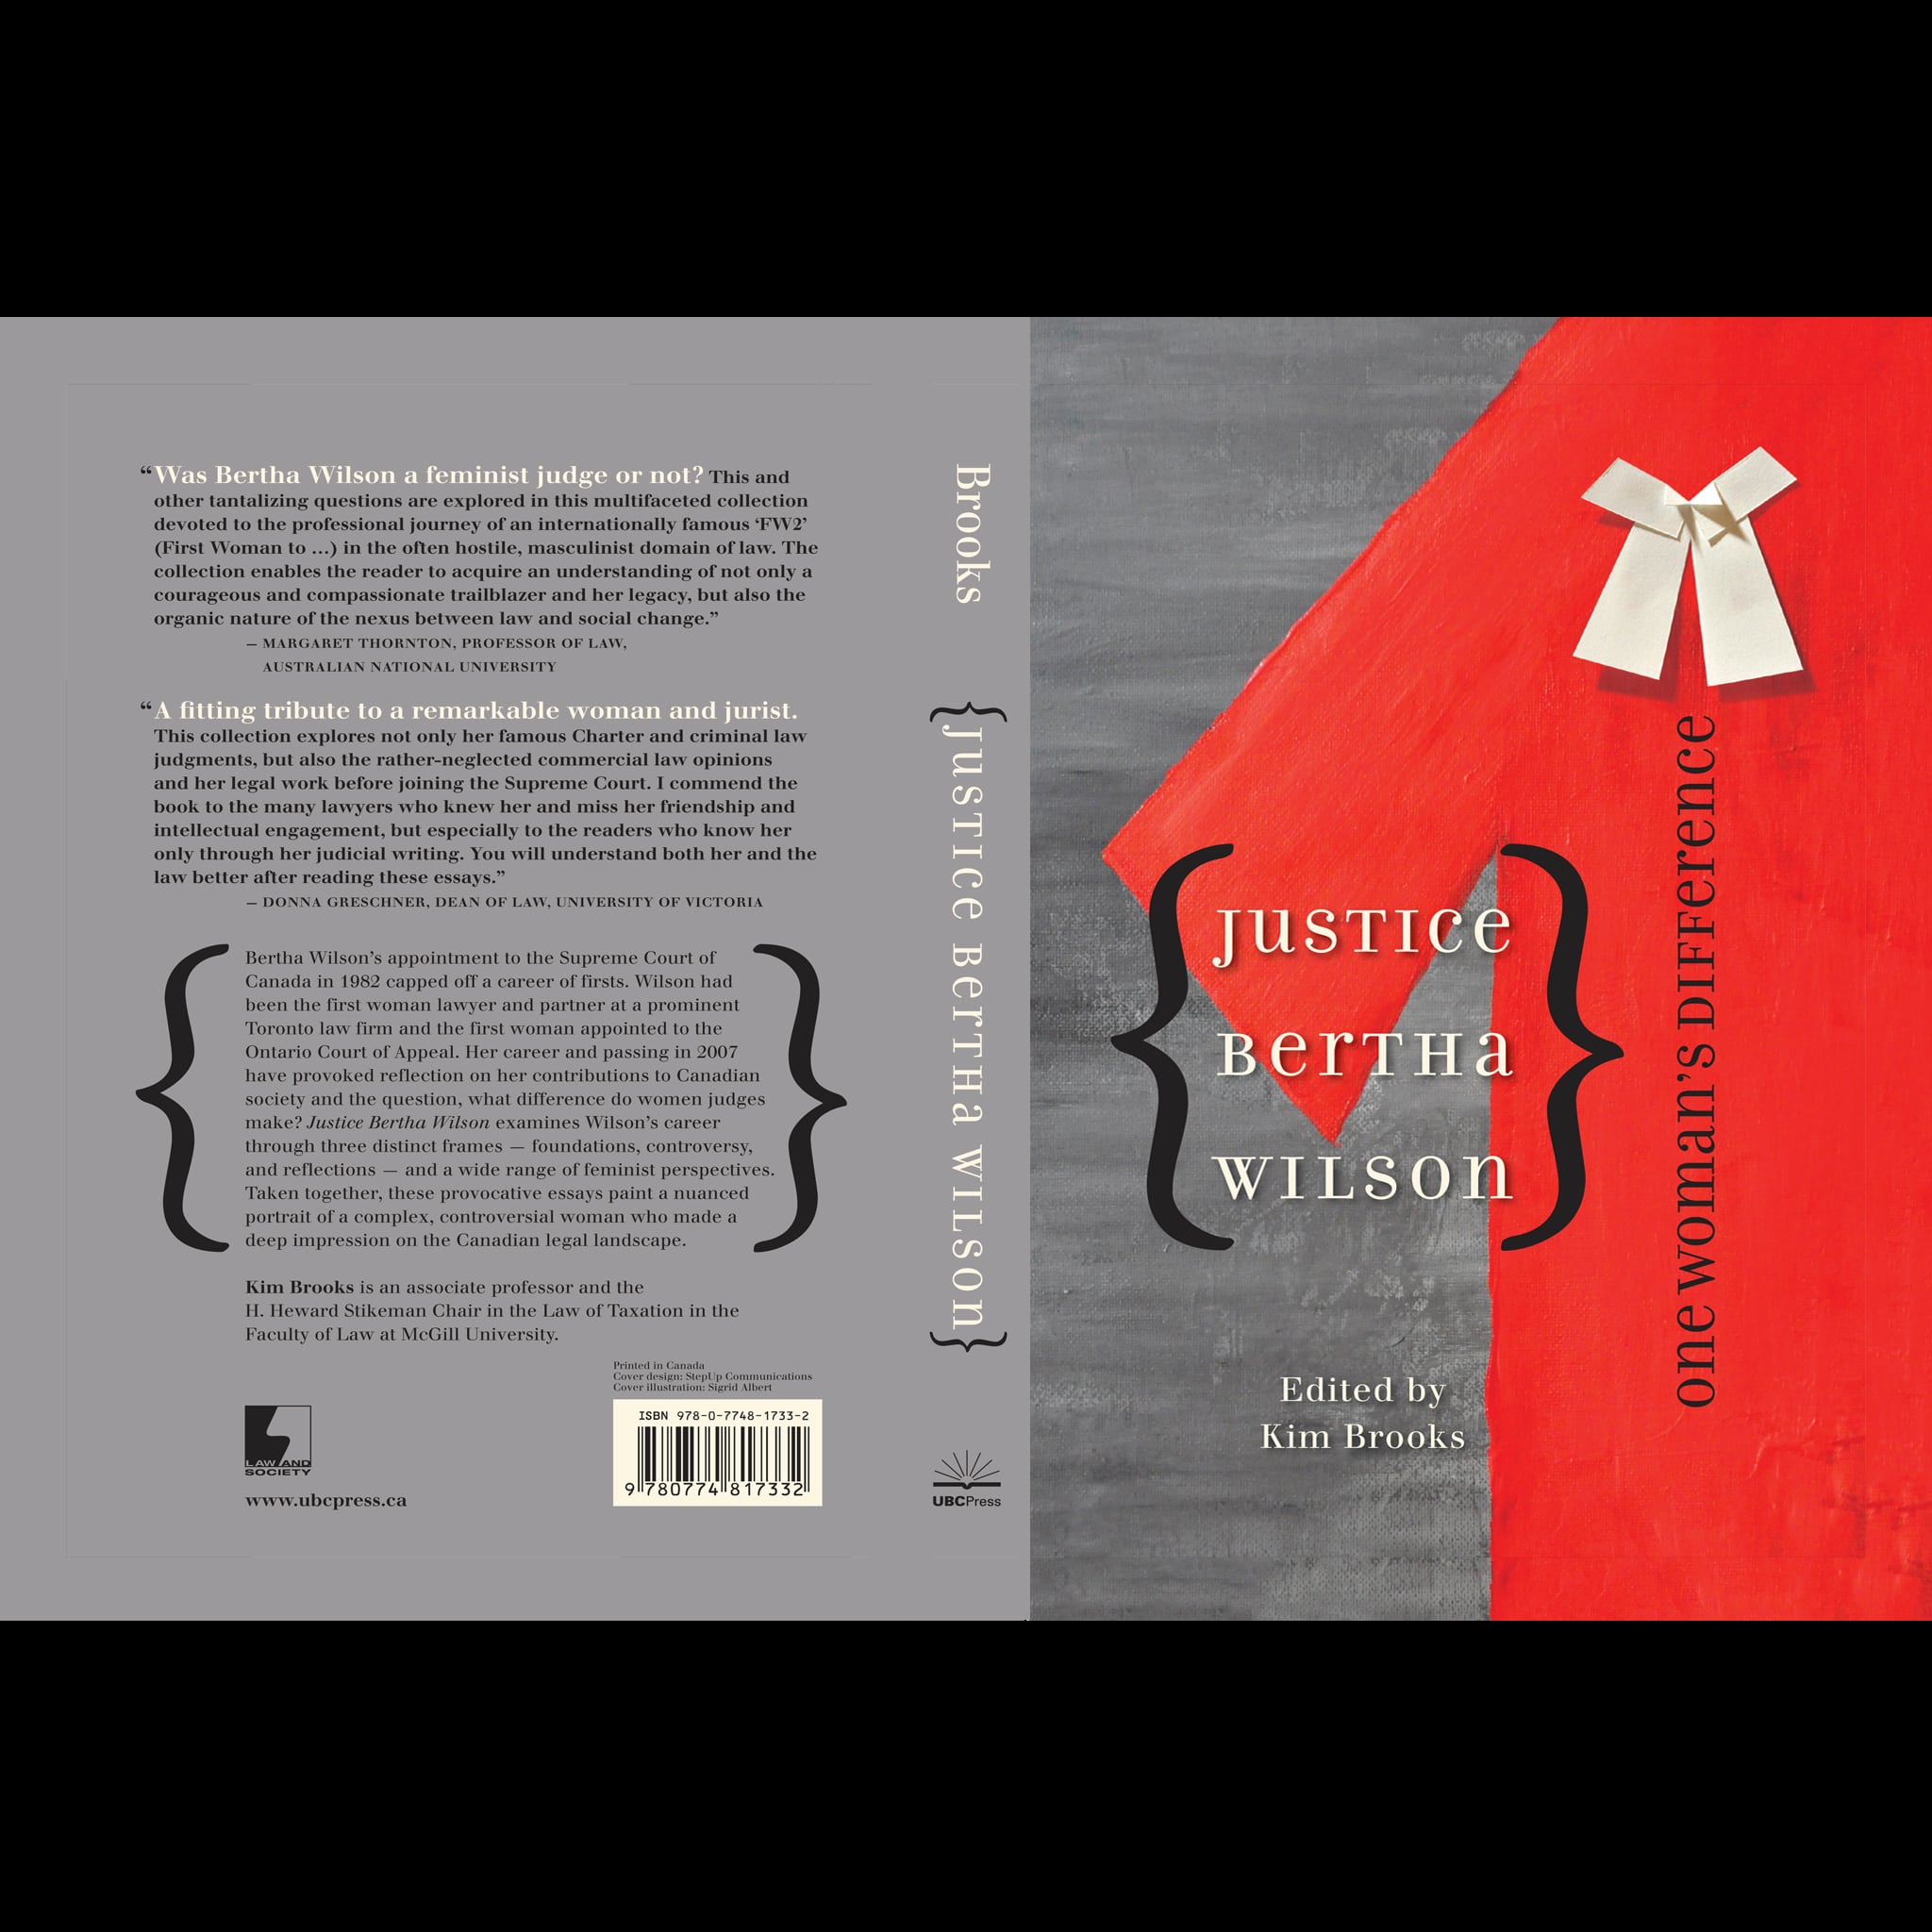 “Was Bertha Wilson a feminist judge or not? This and
other tantalizing questions are explored in this multifaceted collection
devoted to the professional journey of an internationally famous ‘FW2’
(First Woman to ...) in the often hostile, masculinist domain of law. The
collection enables the reader to acquire an understanding of not only a
courageous and compassionate trailblazer and her legacy, but also the
organic nature of the nexus between law and social change.”
— MARGARET THORNTON, PROFESSOR OF LAW,
AUSTRALIAN NATIONAL UNIVERSITY
“A fitting tribute to a remarkable woman and jurist.
This collection explores not only her famous Charter and criminal law
judgments, but also the rather-neglected commercial law opinions
and her legal work before joining the Supreme Court. I commend the
book to the many lawyers who knew her and miss her friendship and
intellectual engagement, but especially to the readers who know her
only through her judicial writing. You will understand both her and the
law better after reading these essays.”
— DONNA GRESCHNER, DEAN OF LAW, UNIVERSITY OF VICTORIA
Bertha Wilson’s appointment to the Supreme Court of
Canada in 1982 capped off a career of firsts. Wilson had
been the first woman lawyer and partner at a prominent
Toronto law firm and the first woman appointed to the
Ontario Court of Appeal. Her career and passing in 2007
have provoked reflection on her contributions to Canadian
society and the question, what difference do women judges
make? Justice Bertha Wilson examines Wilson’s career
through three distinct frames — foundations, controversy,
and reflections — and a wide range of feminist perspectives.
Taken together, these provocative essays paint a nuanced
portrait of a complex, controversial woman who made a
deep impression on the Canadian legal landscape.
Kim Brooks is an associate professor and the
H. Heward Stikeman Chair in the Law of Taxation in the
Faculty of Law at McGill University.
Printed in Canada
Cover design: StepUp Communications
Cover illustration: Sigrid Albert
ISBN 978-0-7748-1733-2
9 780774 817332
LAW AND
SOCIETY
www.ubcpress.ca
Brooks
{JusTIce BerTHa WILson}
UBCPress
{JusTIce
BerTHa
WILson}
one woman’s DIFFerence
Edited by
Kim Brooks